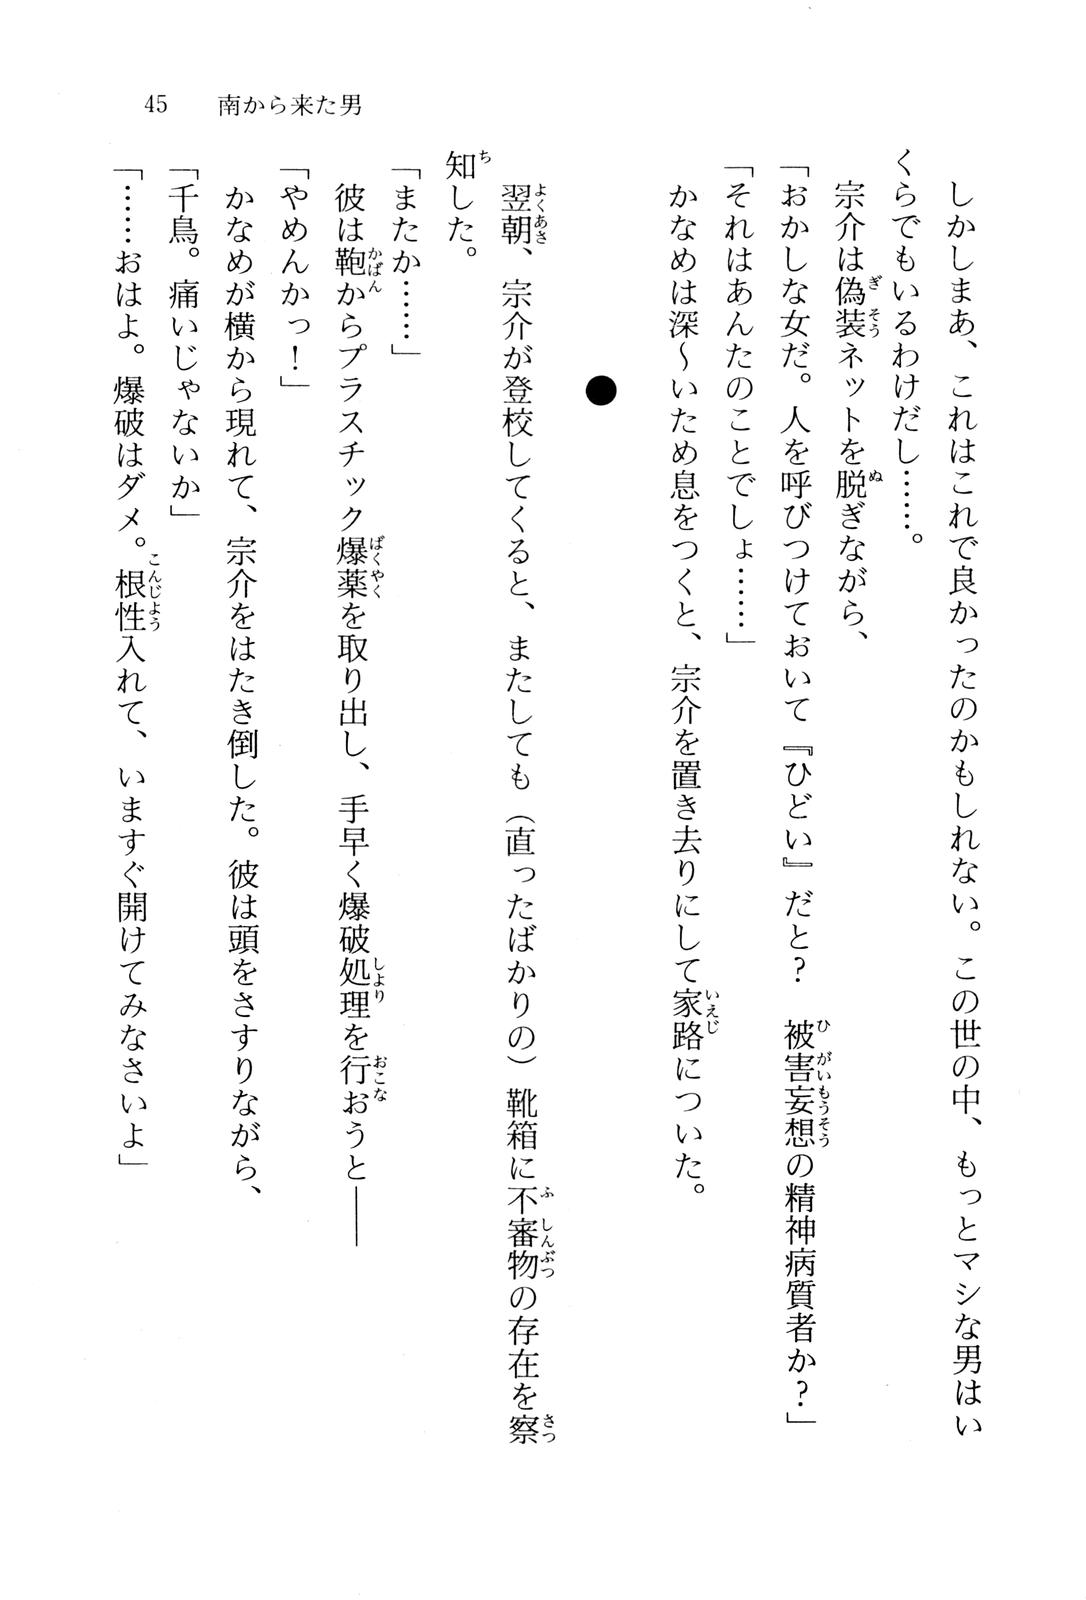 45　南から来た男
しかしまあ、これはこれで良かったのかもしれない。この世の中、もっとマシな男はい
くらでもいるわけだし……。
宗介は偽装ネットを脱ぎながら、
「おかしな女だ。人を呼びつけておいて『ひどい』だと？　被害妄想の精神病質者か？」
「それはあんたのことでしょ……」
かなめは深～いため息をつくと、宗介を置き去りにして家路についた。
●
翌朝、宗介が登校してくると、またしても（直ったばかりの）靴箱に不審物の存在を察
知した。
「またか……」
彼は鞄からプラスチック爆薬を取り出し、手早く爆破処理を行おうと――
「やめんかっ！」
かなめが横から現れて、宗介をはたき倒した。彼は頭をさすりながら、
「千鳥。痛いじゃないか」
「……おはよ。爆破はダメ。根性入れて、いますぐ開けてみなさいよ」